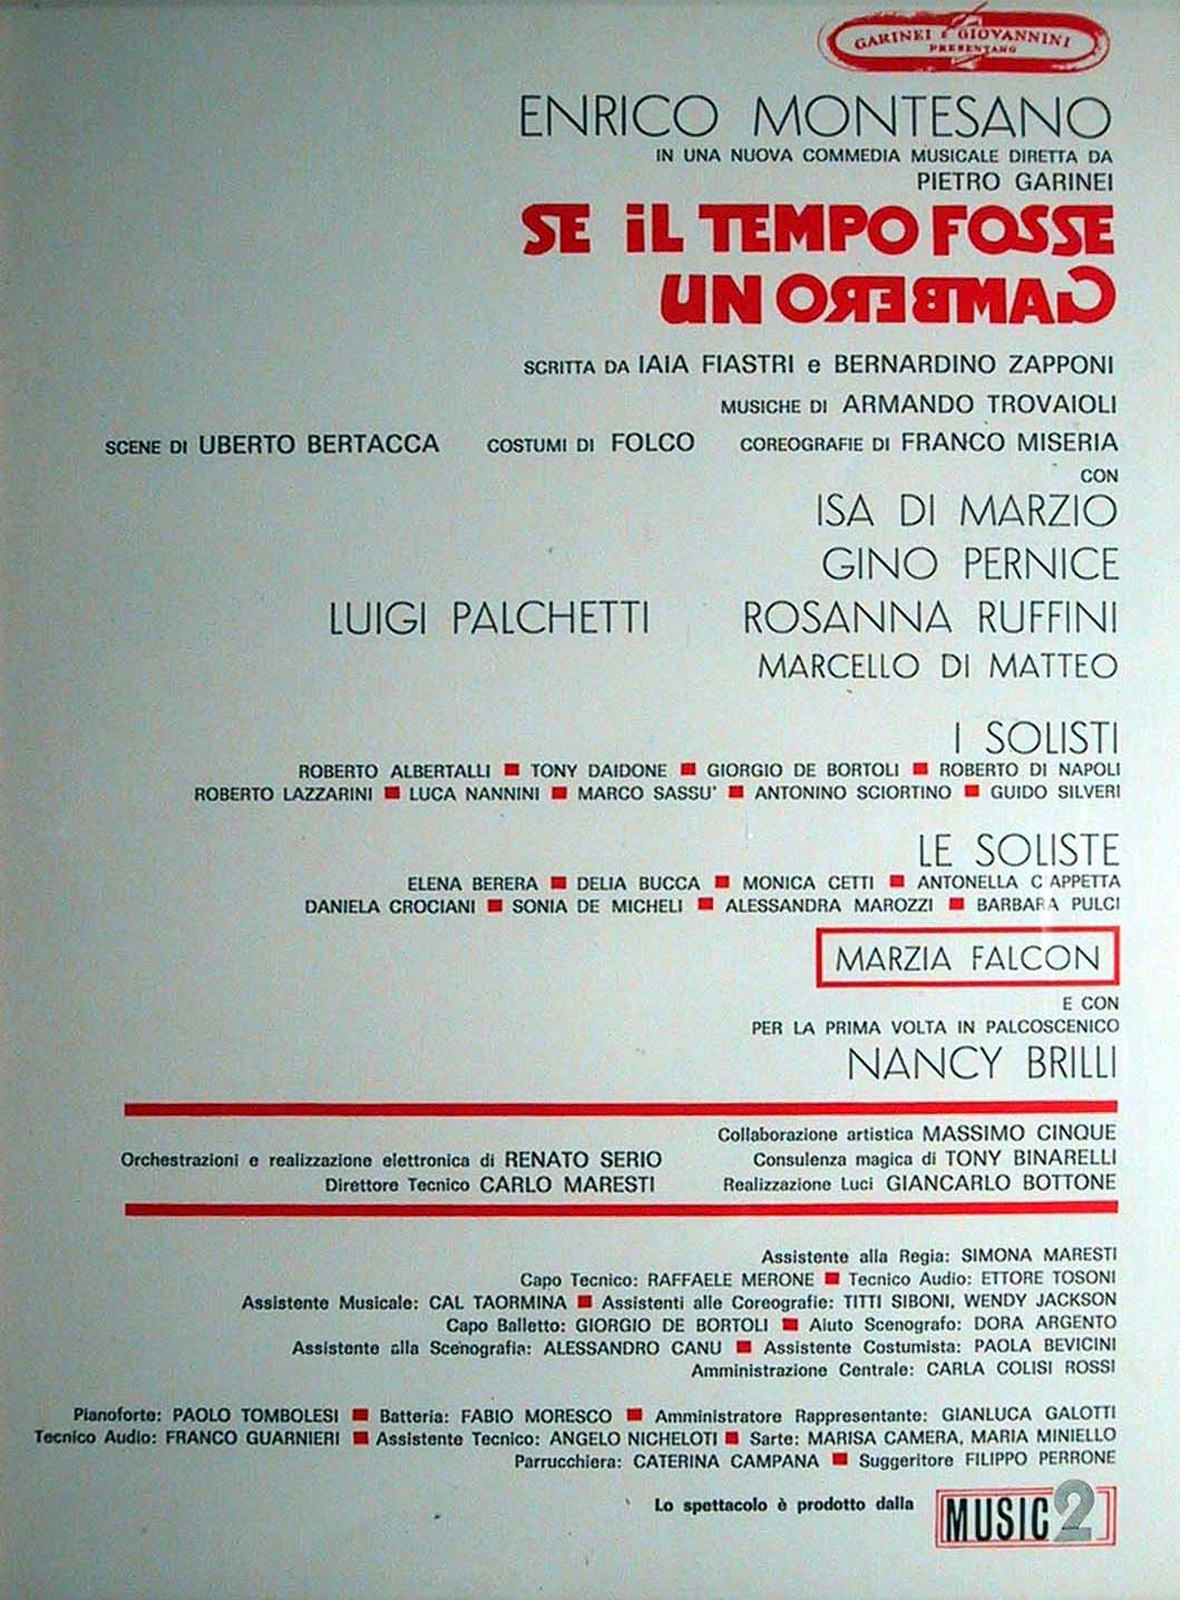 GARINEI E GIOVANNINI
PRESENTANO
ENRICO MONTESANO
IN UNA NUOVA COMMEDIA MUSICALE DIRETTA DA
PIETRO GARINEI
SE iL TEMPO FOSSE
UN GAMBERO
SCRITTA DA IAIA FIASTRI e BERNARDINO ZAPPONI
MUSICHE DI ARMANDO TROVAIOLI
SCENE DI UBERTO BERTACCA COSTUMI DI FOLCO COREOGRAFIE DI FRANCO MISERIA
CON
ISA DI MARZIO
GINO PERNICE
LUIGI PALCHETTI ROSANNA RUFFINI
MARCELLO DI MATTEO
I SOLISTI
ROBERTO ALBERTALLI ■ TONY DAIDONE ■ GIORGIO DE BORTOLI ■ ROBERTO DI NAPOLI
ROBERTO LAZZARINI ■ LUCA NANNINI ■ MARCO SASSU' ■ ANTONINO SCIORTINO ■ GUIDO SILVERI
LE SOLISTE
ELENA BERERA ■ DELIA BUCCA ■ MONICA CETTI ■ ANTONELLA CIAPPETTA
DANIELA CROCIANI ■ SONIA DE MICHELI ■ ALESSANDRA MAROZZI ■ BARBARA PULCI
MARZIA FALCON
E CON
PER LA PRIMA VOLTA IN PALCOSCENICO
NANCY BRILLI
Collaborazione artistica MASSIMO CINQUE
Orchestrazioni e realizzazione elettronica di RENATO SERIO Consulenza magica di TONY BINARELLI
Direttore Tecnico CARLO MARESTI Realizzazione Luci GIANCARLO BOTTONE
Assistente alla Regia: SIMONA MARESTI
Capo Tecnico: RAFFAELE MERONE ■ Tecnico Audio: ETTORE TOSONI
Assistente Musicale: CAL TAORMINA ■ Assistenti alle Coreografie: TITTI SIBONI, WENDY JACKSON
Capo Balletto: GIORGIO DE BORTOLI ■ Aiuto Scenografo: DORA ARGENTO
Assistente alla Scenografia: ALESSANDRO CANU ■ Assistente Costumista: PAOLA BEVICINI
Amministrazione Centrale: CARLA COLISI ROSSI
Pianoforte: PAOLO TOMBOLESI ■ Batteria: FABIO MORESCO ■ Amministratore Rappresentante: GIANLUCA GALOTTI
Tecnico Audio: FRANCO GUARNIERI ■ Assistente Tecnico: ANGELO NICHELOTI ■ Sarte: MARISA CAMERA, MARIA MINIELLO
Parrucchiera: CATERINA CAMPANA ■ Suggeritore FILIPPO PERRONE
Lo spettacolo è prodotto dalla MUSIC 2